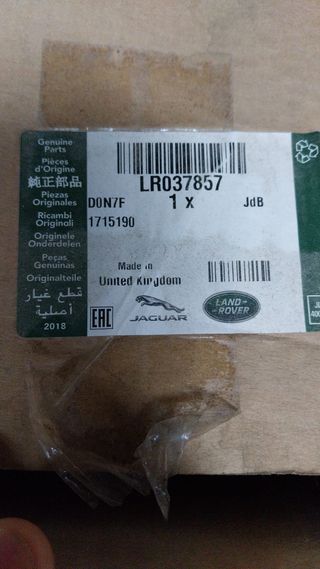 Genuine
Parts
Pièces
d'Origine
純正部品
Piezas
Originales
Ricambi
Originali
Originele
Onderdelen
Peças
Genuínas
Originalteile
قطع غيار
أصلية
2018
LR037857
D0N7F 1 X JdB
1715190
Made in
United Kingdom
EAC
JAGUAR
LAND-
ROVER